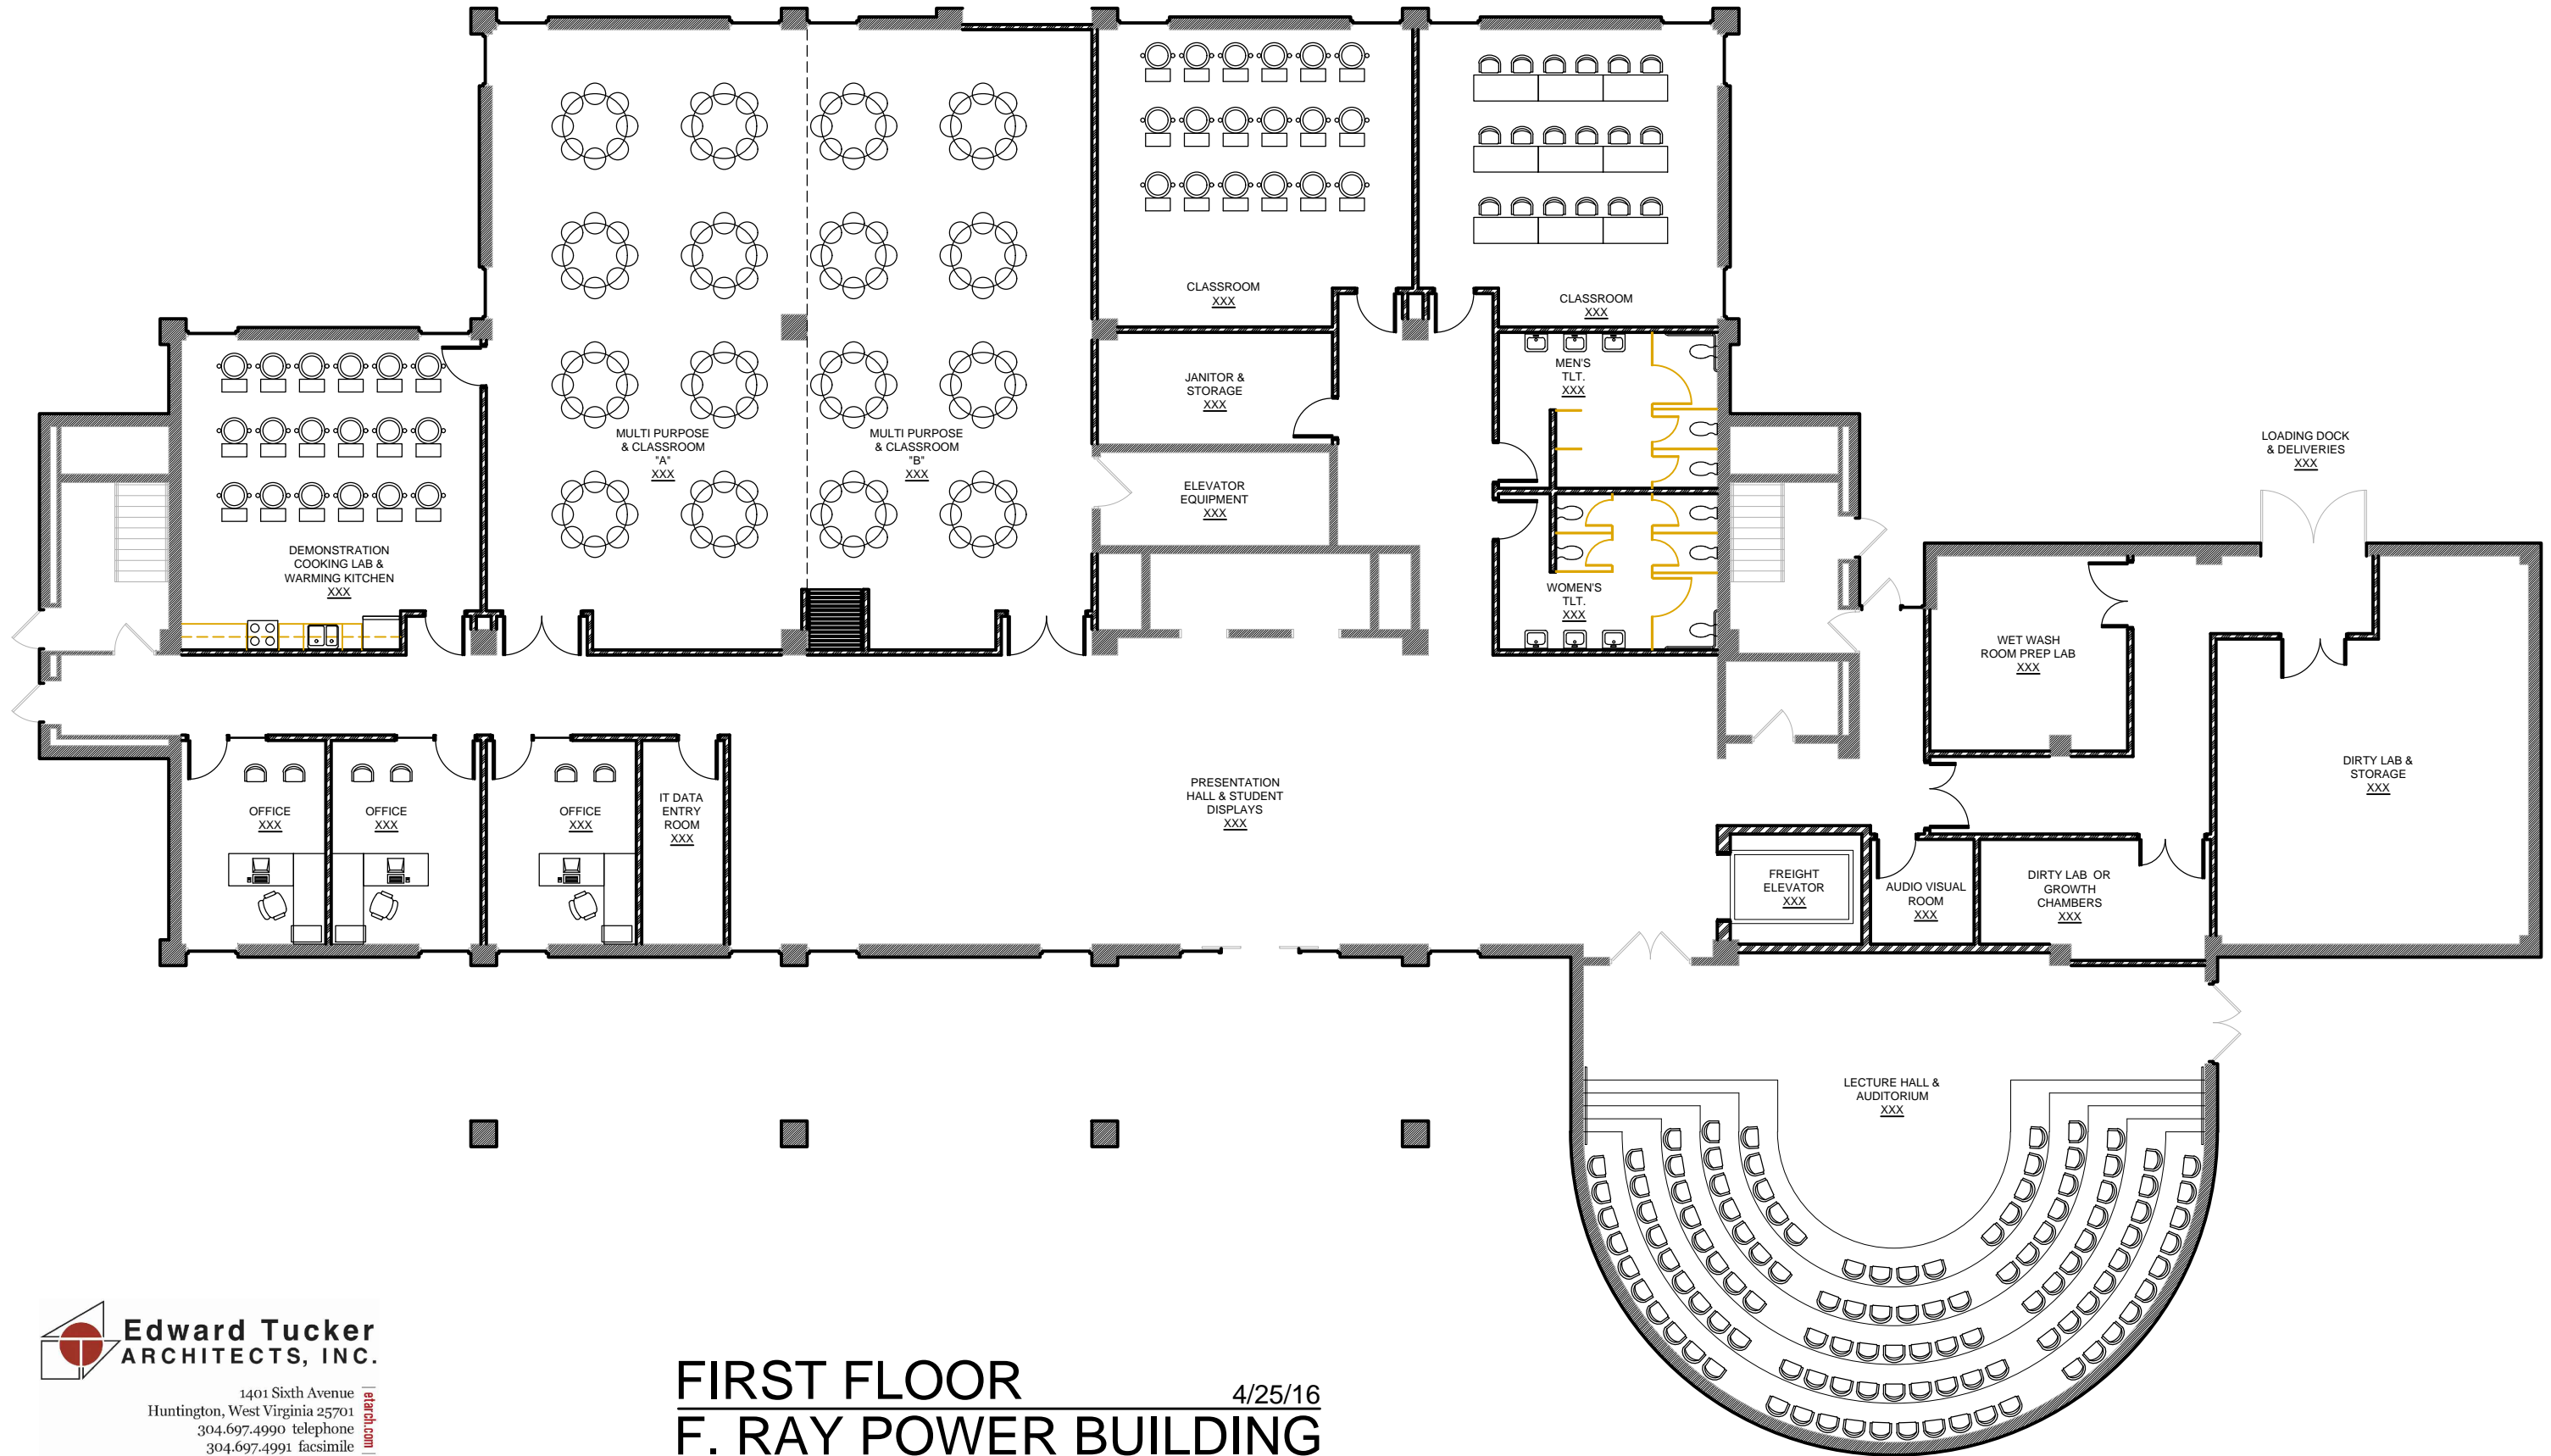 CLASSROOM
XXX
CLASSROOM
XXX
MEN'S
TLT.
XXX
JANITOR &
STORAGE
XXX
MULTI PURPOSE
& CLASSROOM
"A"
XXX
MULTI PURPOSE
& CLASSROOM
"B"
XXX
LOADING DOCK
& DELIVERIES
XXX
ELEVATOR
EQUIPMENT
XXX
DEMONSTRATION
COOKING LAB &
WARMING KITCHEN
XXX
WOMEN'S
TLT.
XXX
WET WASH
ROOM PREP LAB
XXX
DIRTY LAB &
STORAGE
XXX
PRESENTATION
HALL & STUDENT
DISPLAYS
XXX
OFFICE
XXX
OFFICE
XXX
OFFICE
XXX
IT DATA
ENTRY
ROOM
XXX
FREIGHT
ELEVATOR
XXX
AUDIO VISUAL
ROOM
XXX
DIRTY LAB OR
GROWTH
CHAMBERS
XXX
LECTURE HALL &
AUDITORIUM
XXX
Edward Tucker
ARCHITECTS, INC.
1401 Sixth Avenue
Huntington, West Virginia 25701
304.697.4990 telephone
304.697.4991 facsimile
etarch.com
FIRST FLOOR
4/25/16
F. RAY POWER BUILDING